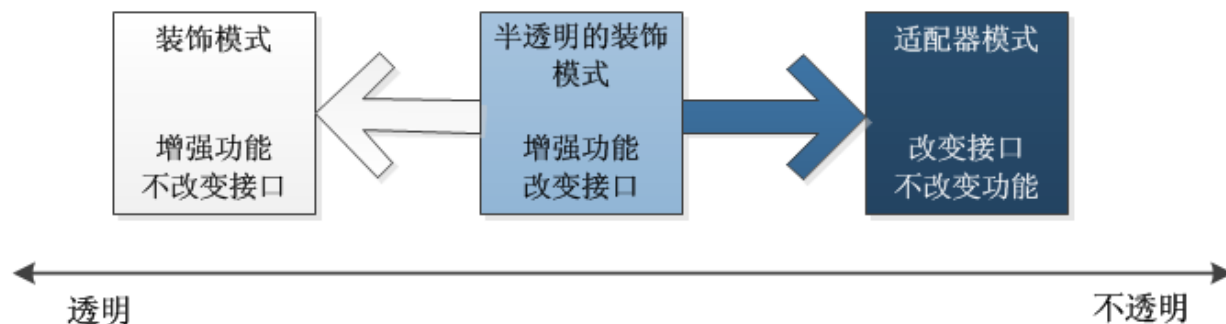 装饰模式
增强功能
不改变接口
半透明的装饰
模式
增强功能
改变接口
适配器模式
改变接口
不改变功能
透明
不透明